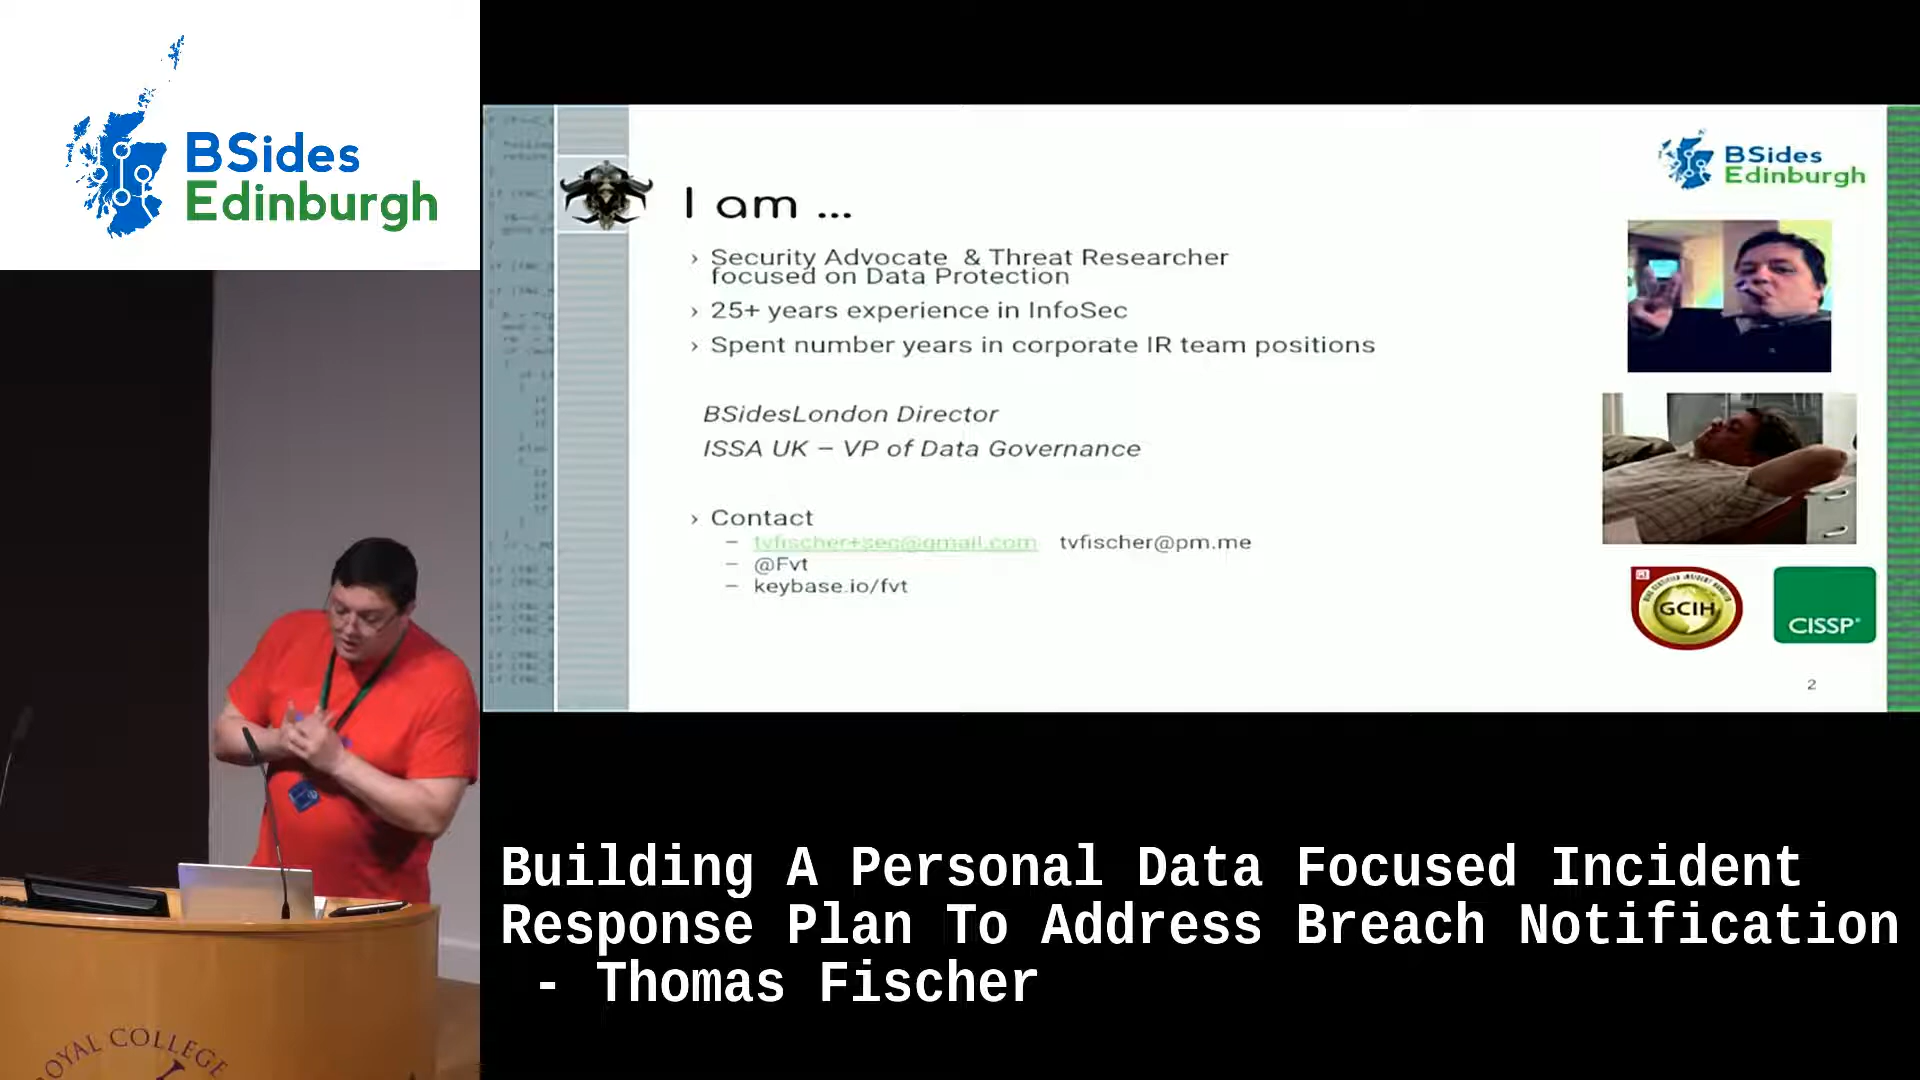 BSides
Edinburgh
BSides
Edinburgh
I am ...
› Security Advocate & Threat Researcher
focused on Data Protection
› 25+ years experience in InfoSec
› Spent number years in corporate IR team positions
BSidesLondon Director
ISSA UK – VP of Data Governance
› Contact
– tvfischer+sec@gmail.com tvfischer@pm.me
– @Fvt
– keybase.io/fvt
GCIH
CISSP®
2
Building A Personal Data Focused Incident
Response Plan To Address Breach Notification
- Thomas Fischer
ROYAL COLLEGE